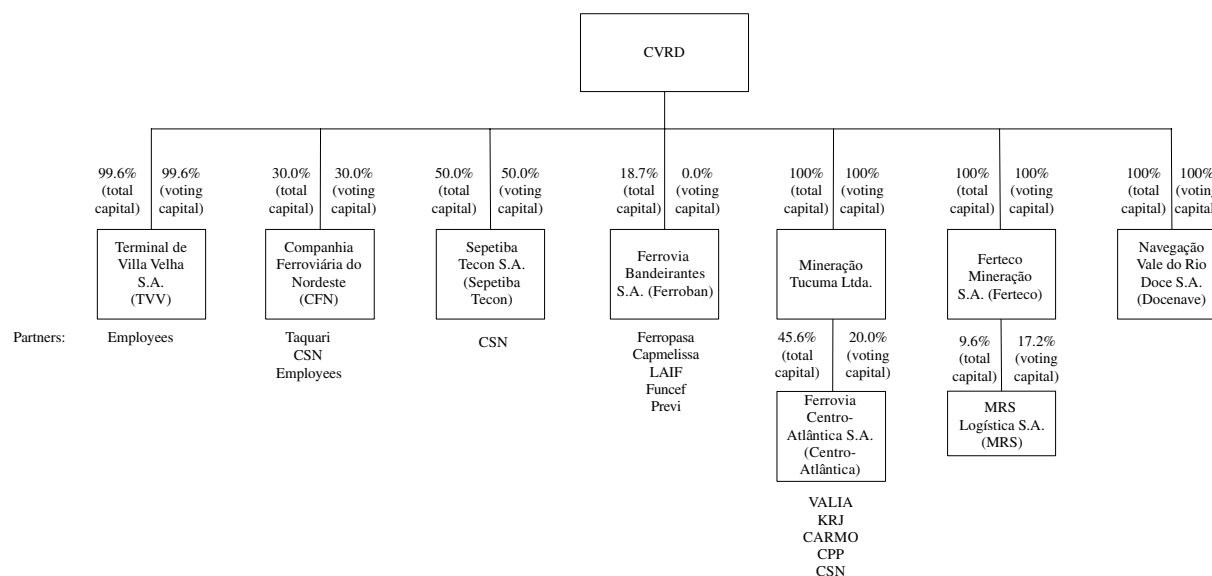 CVRD
99.6%
(total
capital)
99.6%
(voting
capital)
30.0%
(total
capital)
30.0%
(voting
capital)
50.0%
(total
capital)
50.0%
(voting
capital)
18.7%
(total
capital)
0.0%
(voting
capital)
100%
(total
capital)
100%
(voting
capital)
100%
(total
capital)
100%
(voting
capital)
100%
(total
capital)
100%
(voting
capital)
Terminal de
Villa Velha
S.A.
(TVV)
Companhia
Ferroviária do
Nordeste
(CFN)
Sepetiba
Tecon S.A.
(Sepetiba
Tecon)
Ferrovia
Bandeirantes
S.A. (Ferroban)
Mineração
Tucuma Ltda.
Ferteco
Mineração
S.A. (Ferteco)
Navegação
Vale do Rio
Doce S.A.
(Docenave)
Partners:
Employees
Taquari
CSN
Employees
CSN
Ferropasa
Capmelissa
LAIF
Funcef
Previ
45.6%
(total
capital)
20.0%
(voting
capital)
9.6%
(total
capital)
17.2%
(voting
capital)
Ferrovia
Centro-
Atlântica S.A.
(Centro-
Atlântica)
MRS
Logística S.A.
(MRS)
VALIA
KRJ
CARMO
CPP
CSN